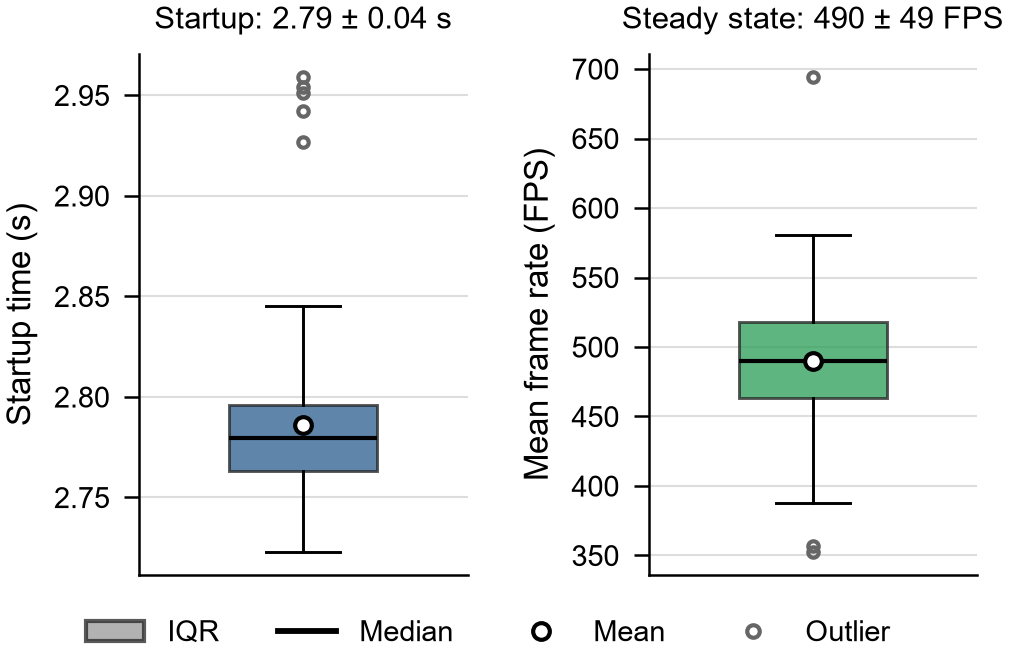 Startup: 2.79 ± 0.04 s
Startup time (s)
2.95
2.90
2.85
2.80
2.75
Steady state: 490 ± 49 FPS
Mean frame rate (FPS)
700
650
600
550
500
450
400
350
IQR
Median
Mean
Outlier